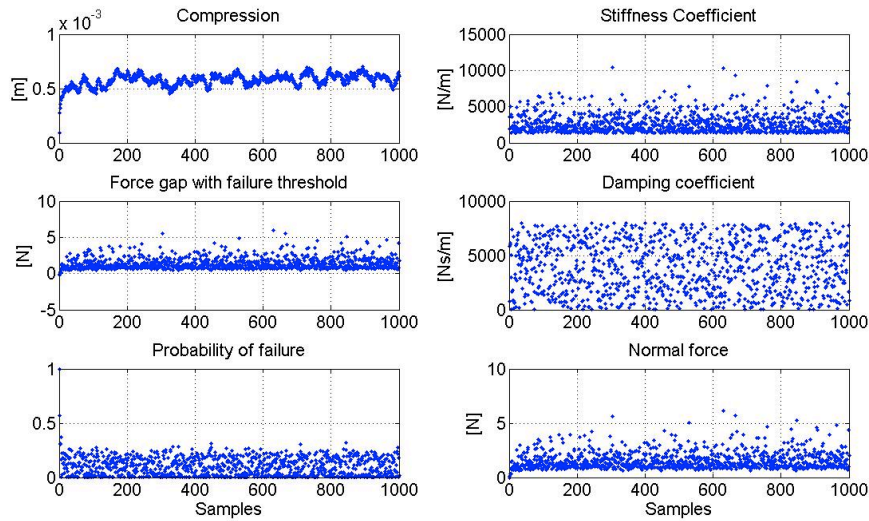 Compression
x 10^-3
1
0.5
0
[m]
0 200 400 600 800 1000
Stiffness Coefficient
15000
10000
5000
0
[N/m]
0 200 400 600 800 1000
Force gap with failure threshold
10
5
0
-5
[N]
0 200 400 600 800 1000
Damping coefficient
10000
5000
0
[Ns/m]
0 200 400 600 800 1000
Probability of failure
1
0.5
0
0 200 400 600 800 1000
Samples
Normal force
10
5
0
[N]
0 200 400 600 800 1000
Samples